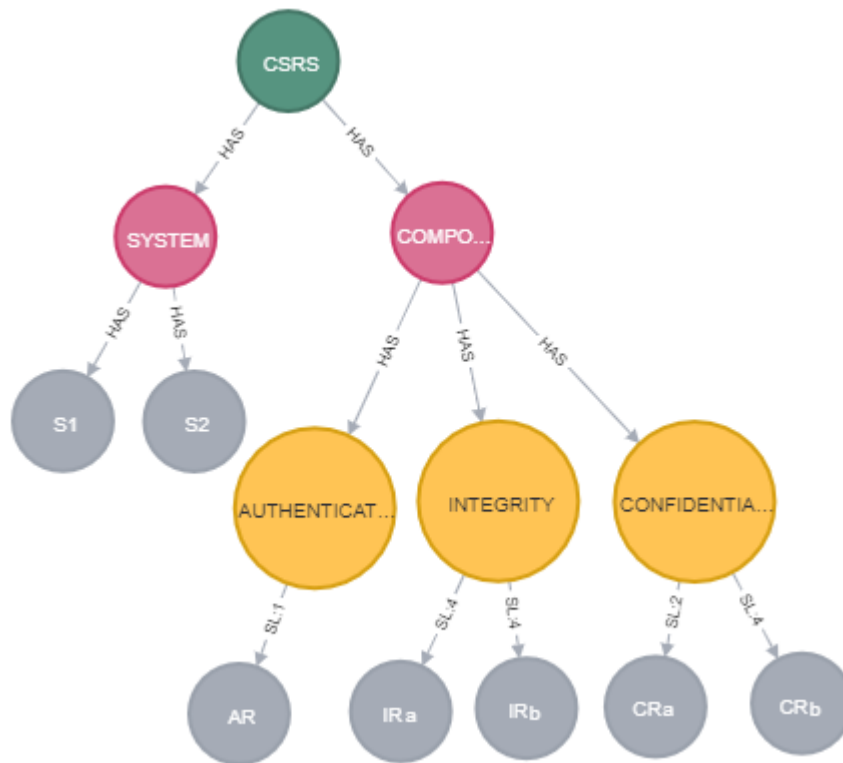 CSRS
HAS
HAS
SYSTEM
COMPO...
HAS
HAS
HAS
HAS
HAS
S1
S2
AUTHENTICAT...
INTEGRITY
CONFIDENTIA...
SL:1
SL:4
SL:4
SL:2
SL:4
AR
IRa
IRb
CRa
CRb